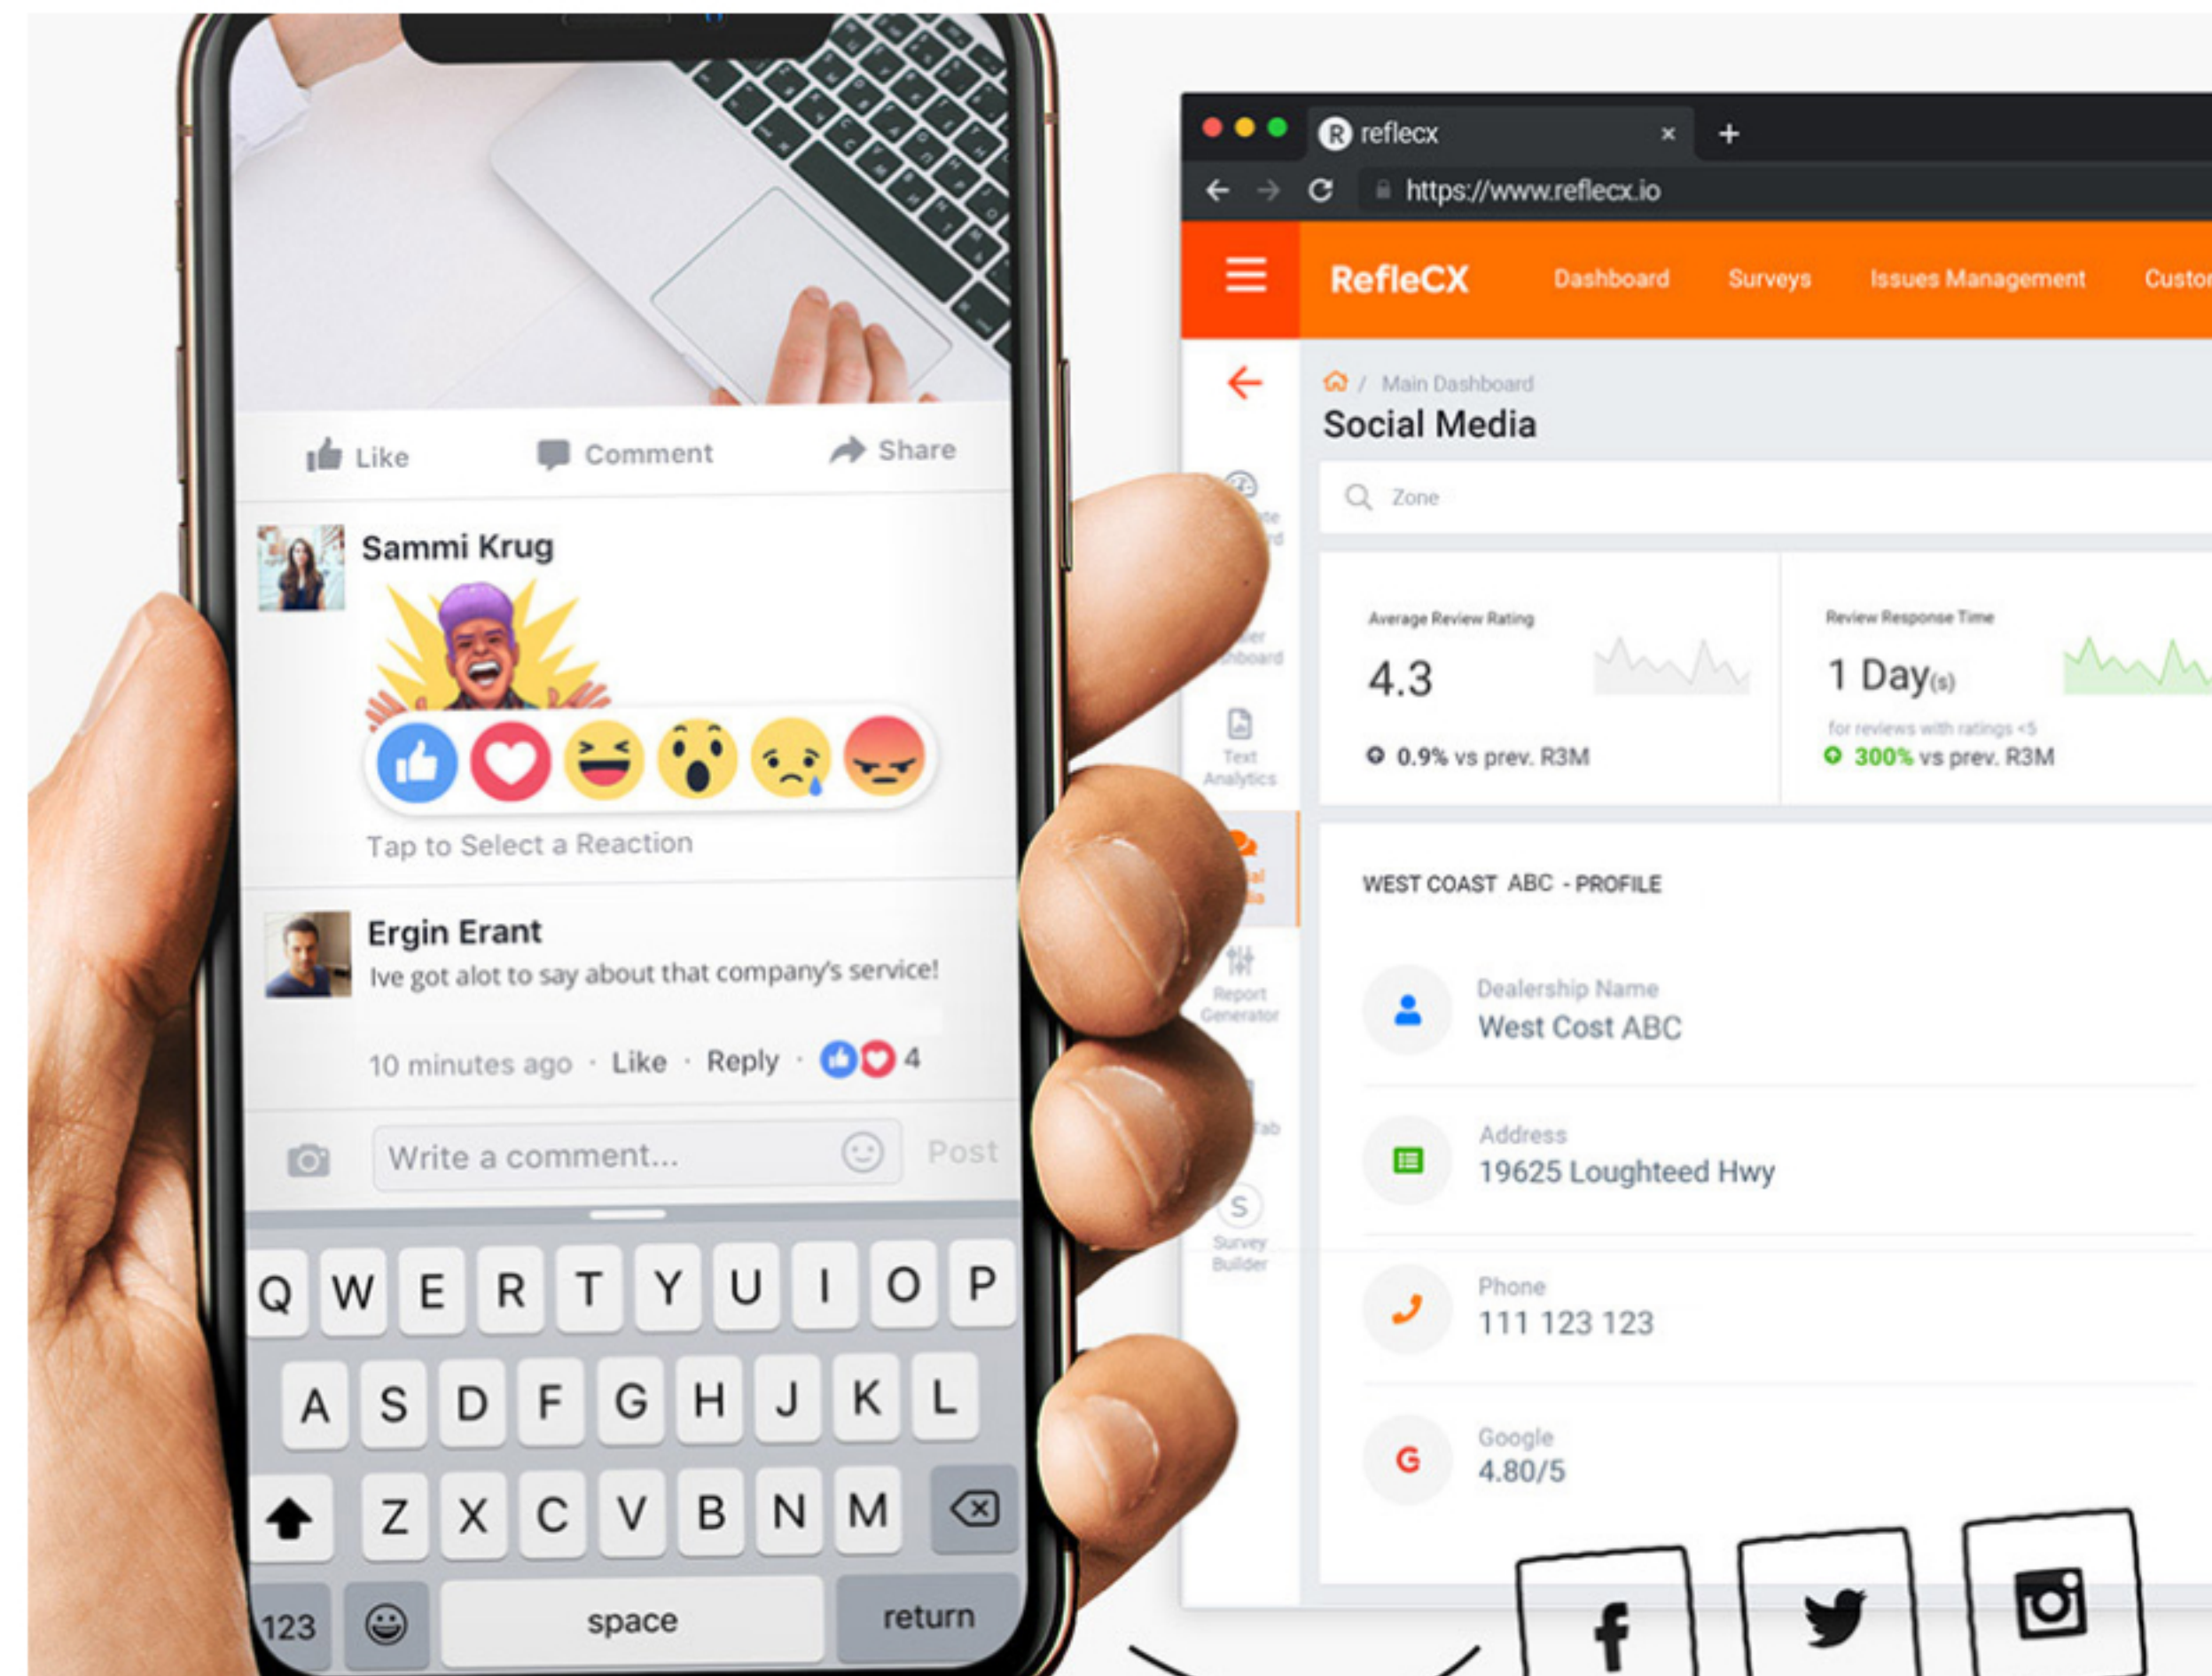 Like Comment Share
Sammi Krug
Tap to Select a Reaction
Ergin Erant
Ive got alot to say about that company's service!
10 minutes ago · Like · Reply · 4
Write a comment... Post
Q W E R T Y U I O P
A S D F G H J K L
Z X C V B N M
123 space return
R reflecx × +
https://www.reflecx.io
RefleCX Dashboard Surveys Issues Management
/ Main Dashboard
Social Media
Zone
Text
Analytics
Report
Generator
S
Survey
Builder
Average Review Rating
4.3
0.9% vs prev. R3M
Review Response Time
1 Day(s)
for reviews with ratings <5
300% vs prev. R3M
WEST COAST ABC - PROFILE
Dealership Name
West Cost ABC
Address
19625 Loughteed Hwy
Phone
111 123 123
G
Google
4.80/5
f